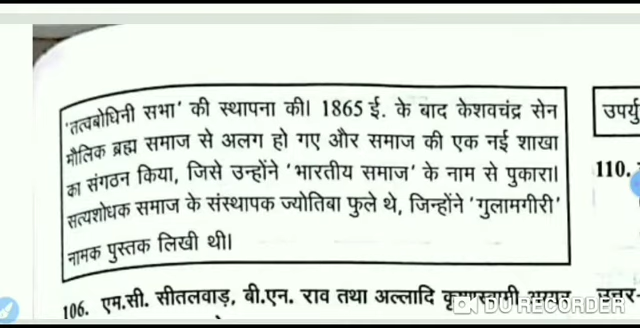 'तत्वबोधिनी सभा' की स्थापना की। 1865 ई. के बाद केशवचंद्र सेन
मौलिक ब्रह्म समाज से अलग हो गए और समाज की एक नई शाखा
का संगठन किया, जिसे उन्होंने 'भारतीय समाज' के नाम से पुकारा।
सत्यशोधक समाज के संस्थापक ज्योतिबा फुले थे, जिन्होंने 'गुलामगीरी'
नामक पुस्तक लिखी थी।
106. एम.सी. सीतलवाड़, बी.एन. राव तथा अल्लादि कृष्णास्वामी अय्यर
उपर्यु
110.
उत्तर-
DU RECORDER